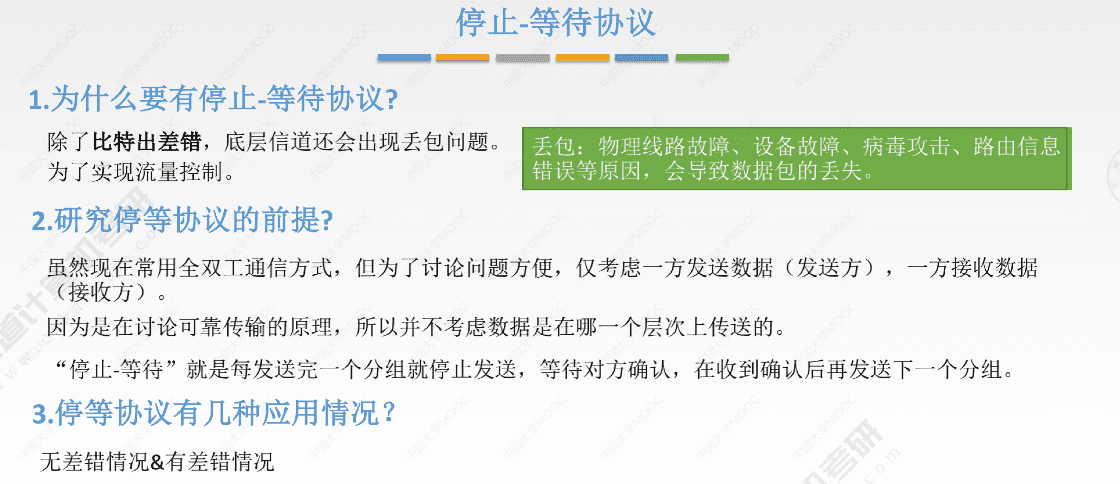 停止-等待协议
1.为什么要有停止-等待协议?
除了比特出差错，底层信道还会出现丢包问题。
为了实现流量控制。
丢包：物理线路故障、设备故障、病毒攻击、路由信息
错误等原因，会导致数据包的丢失。
2.研究停等协议的前提?
虽然现在常用全双工通信方式，但为了讨论问题方便，仅考虑一方发送数据（发送方），一方接收数据
（接收方）。
因为是在讨论可靠传输的原理，所以并不考虑数据是在哪一个层次上传送的。
“停止-等待”就是每发送完一个分组就停止发送，等待对方确认，在收到确认后再发送下一个分组。
3.停等协议有几种应用情况？
无差错情况&有差错情况